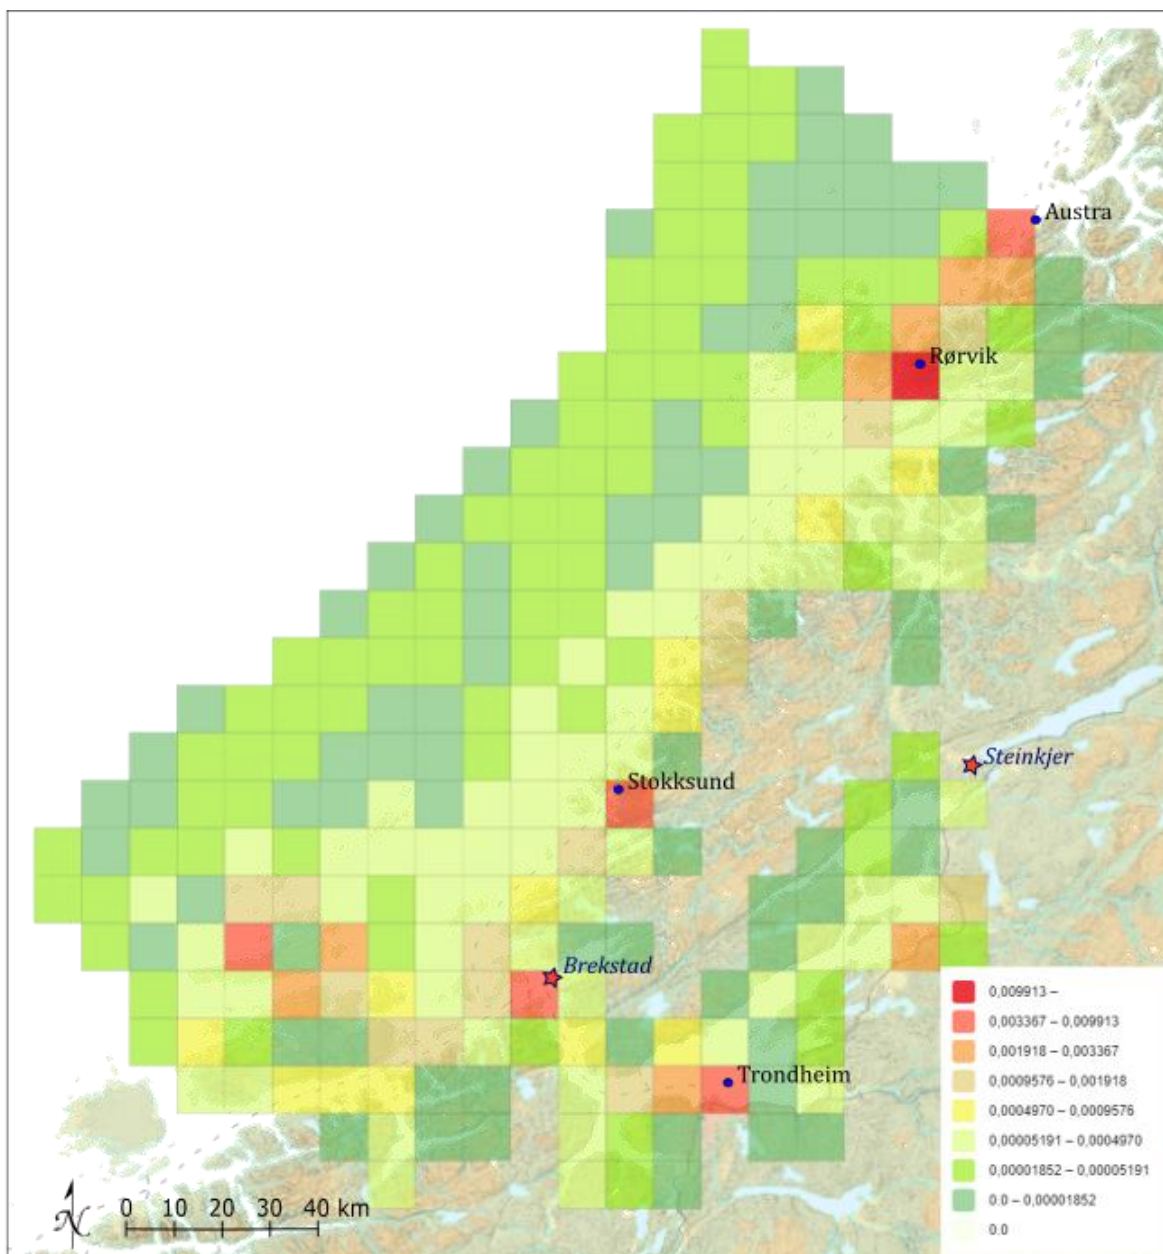 Austra
Rørvik
Steinkjer
Stokksund
Brekstad
Trondheim
0,009913 –
0,003367 – 0,009913
0,001918 – 0,003367
0,0009576 – 0,001918
0,0004970 – 0,0009576
0,00005191 – 0,0004970
0,00001852 – 0,00005191
0.0 – 0,00001852
0.0
N 0 10 20 30 40 km